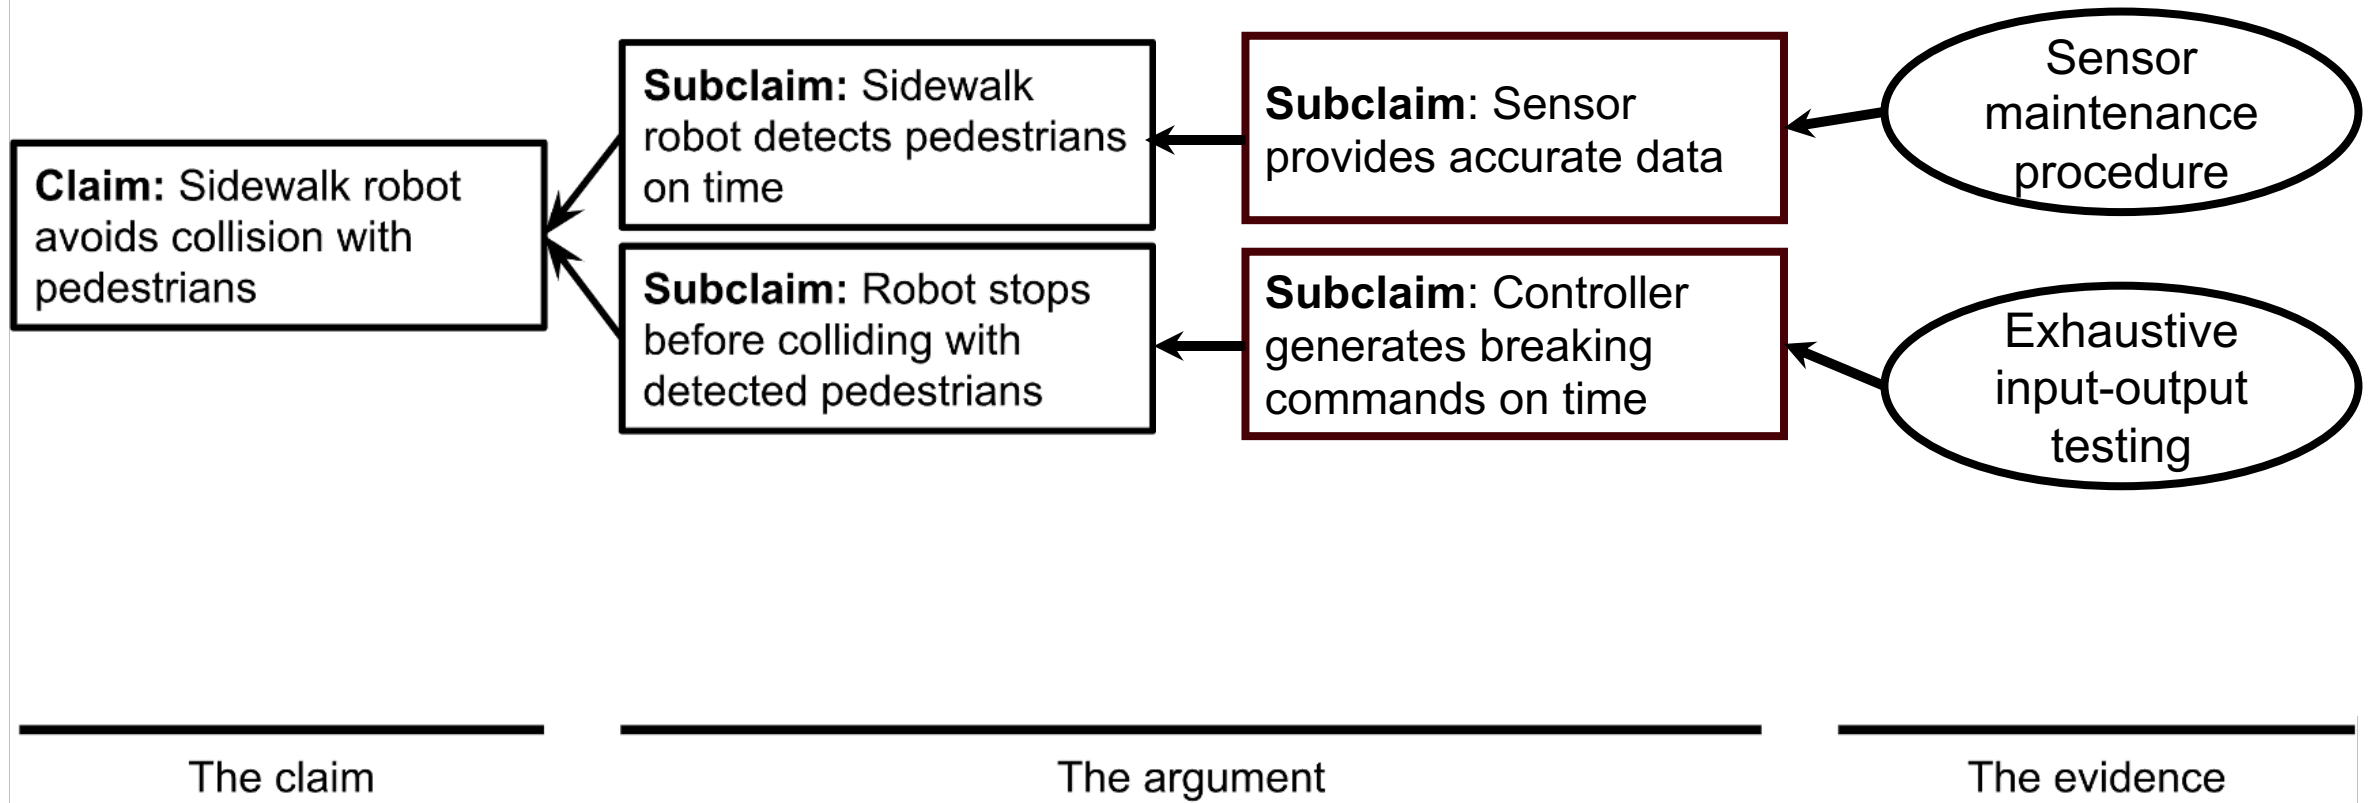 Claim: Sidewalk robot
avoids collision with
pedestrians
Subclaim: Sidewalk
robot detects pedestrians
on time
Subclaim: Robot stops
before colliding with
detected pedestrians
Subclaim: Sensor
provides accurate data
Subclaim: Controller
generates breaking
commands on time
Sensor
maintenance
procedure
Exhaustive
input-output
testing
The claim
The argument
The evidence